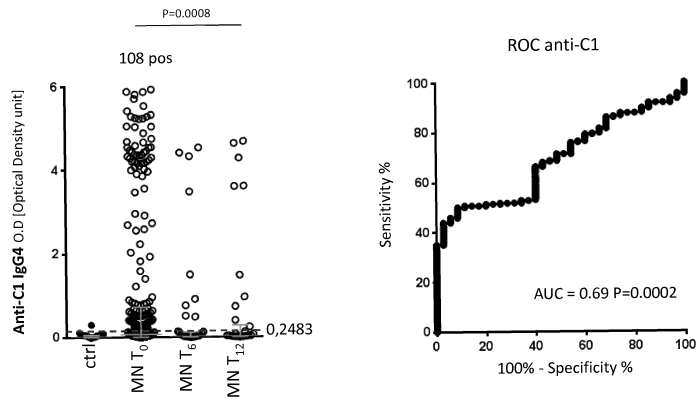 P=0.0008
108 pos
Anti-C1 IgG4 O.D [Optical Density unit]
6
4
2
0
0,2483
ctrl
MN T0
MN T6
MN T12
ROC anti-C1
Sensitivity %
100
80
60
40
20
0
AUC = 0.69 P=0.0002
0 20 40 60 80 100
100% - Specificity %